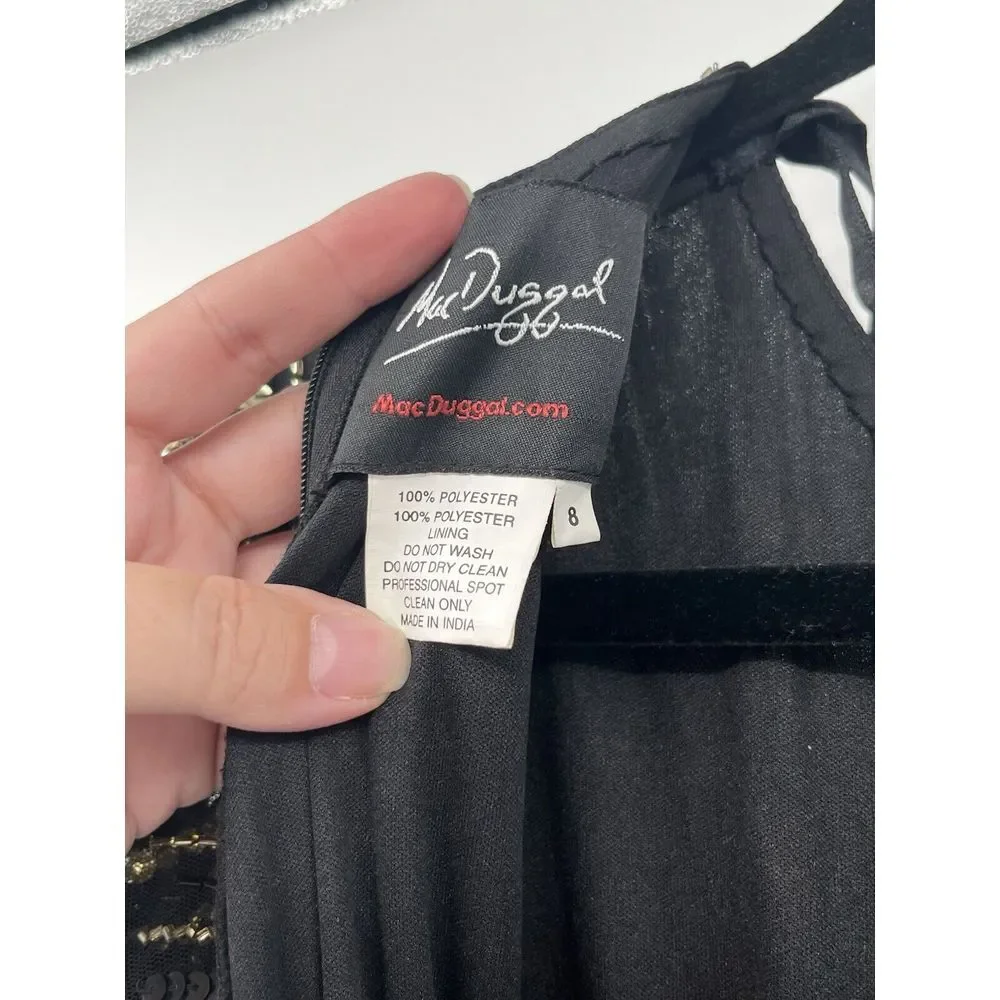 Mac Duggal
MacDuggal.com
100% POLYESTER
100% POLYESTER
LINING
DO NOT WASH
DO NOT DRY CLEAN
PROFESSIONAL SPOT
CLEAN ONLY
MADE IN INDIA
8